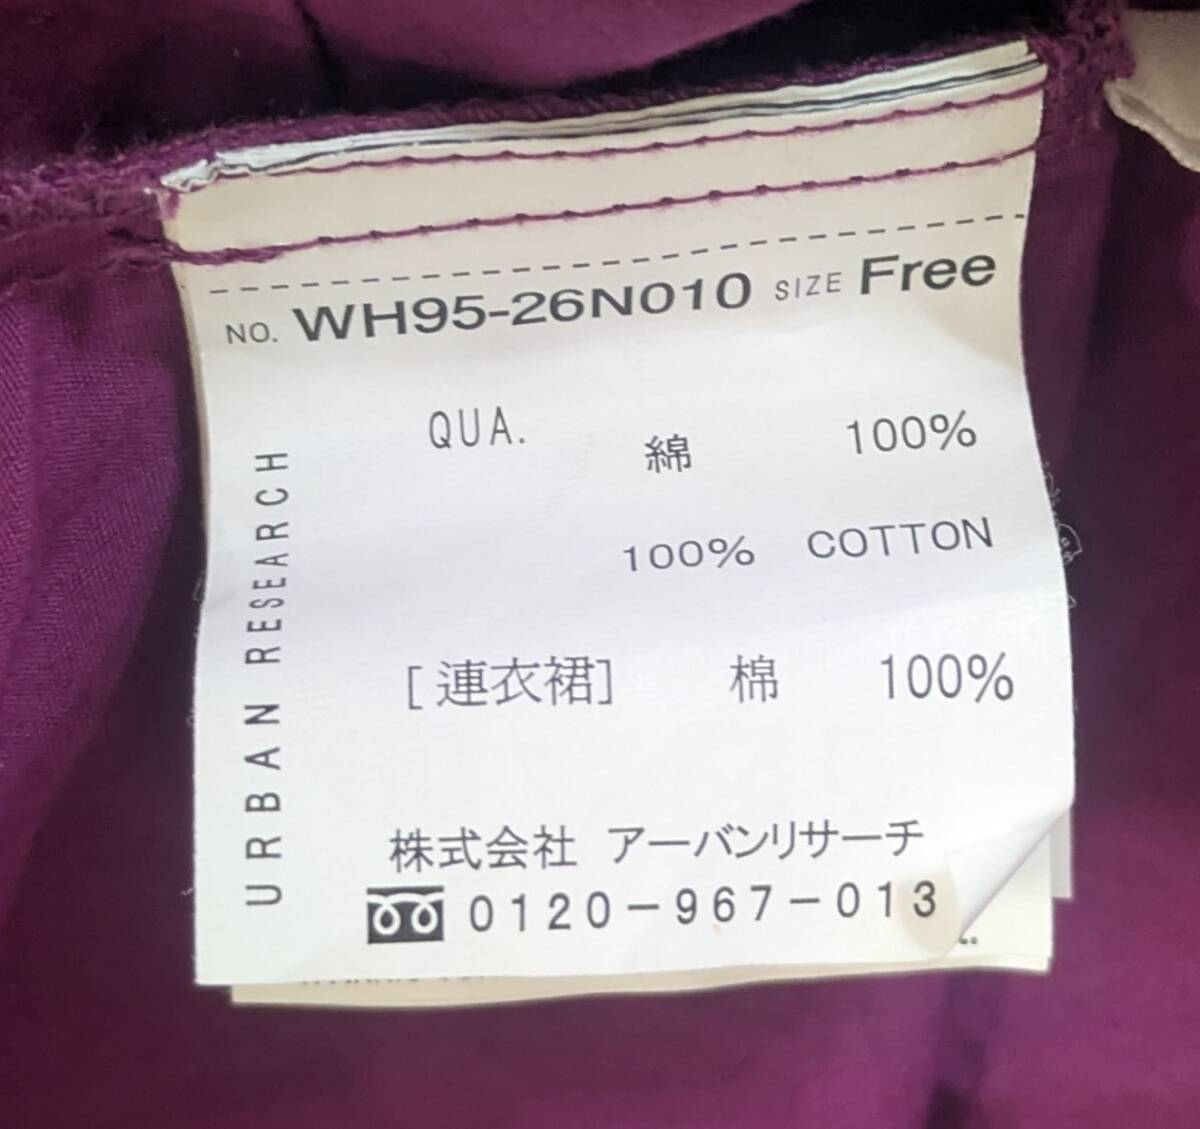 NO. WH95-26N010 SIZE Free
QUA. 綿 100%
100% COTTON
[連衣裙] 棉 100%
URBAN RESEARCH
株式会社 アーバンリサーチ
0120-967-013